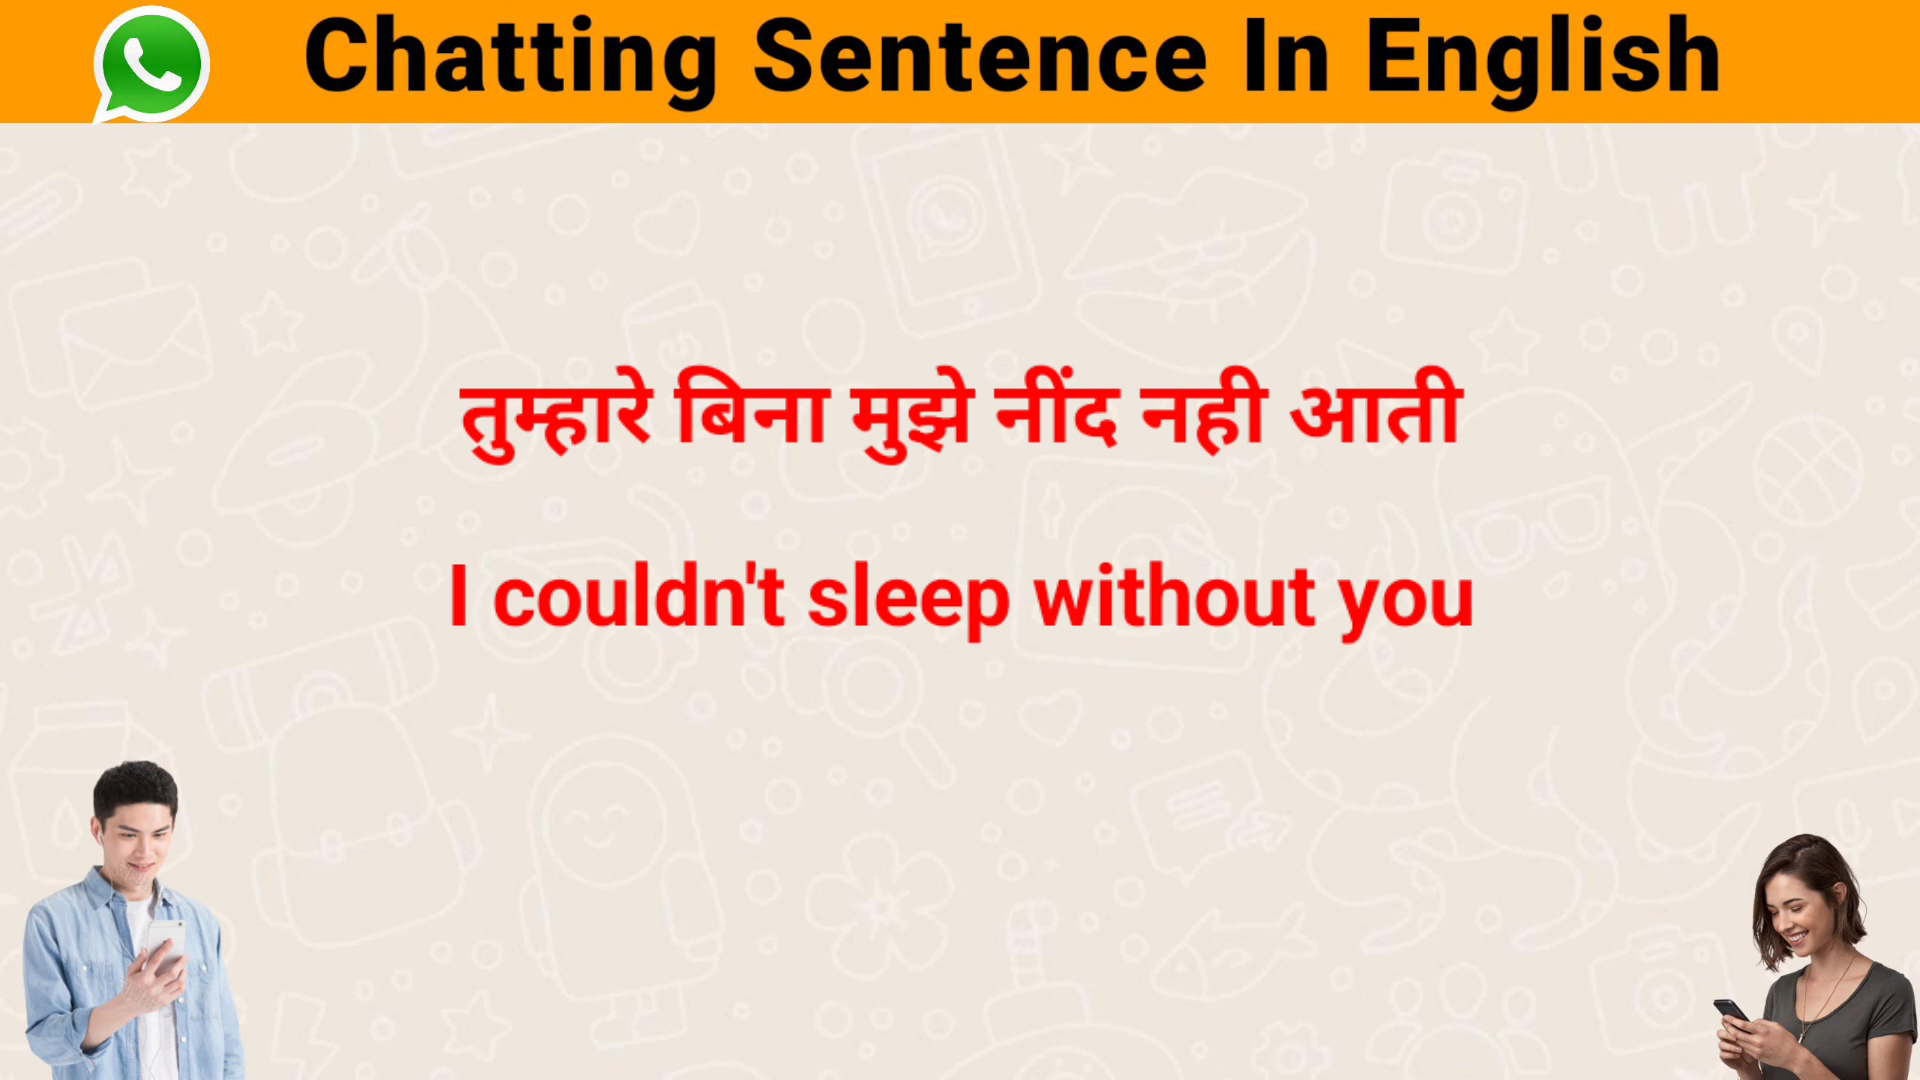 Chatting Sentence In English
तुम्हारे बिना मुझे नींद नही आती
I couldn't sleep without you